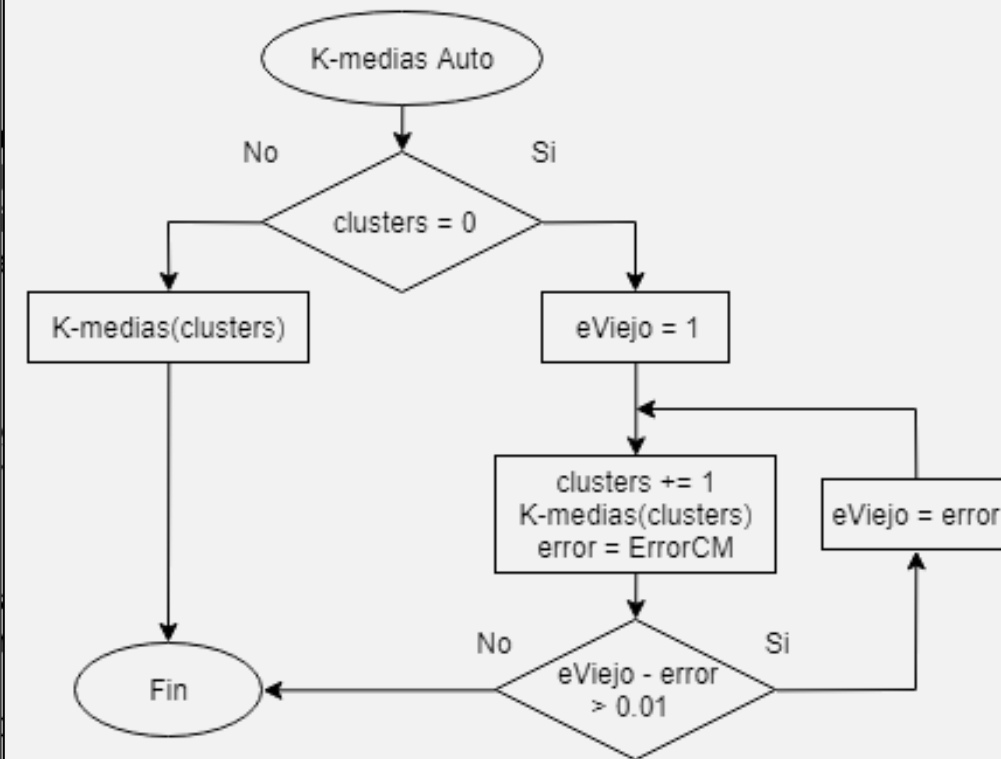 K-medias Auto
No
Si
clusters = 0
K-medias(clusters)
eViejo = 1
clusters += 1
K-medias(clusters)
error = ErrorCM
eViejo = error
No
Si
eViejo - error
> 0.01
Fin